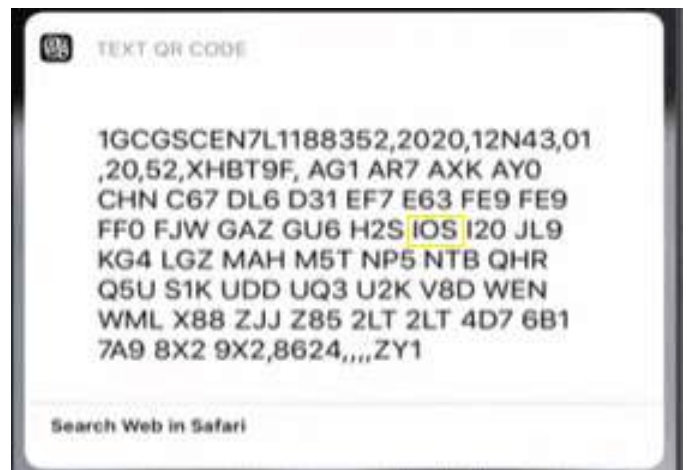 TEXT QR CODE
1GCGSCEN7L1188352,2020,12N43,01
,20,52,XHBT9F, AG1 AR7 AXK AY0
CHN C67 DL6 D31 EF7 E63 FE9 FE9
FF0 FJW GAZ GU6 H2S IOS I20 JL9
KG4 LGZ MAH M5T NP5 NTB QHR
Q5U S1K UDD UQ3 U2K V8D WEN
WML X88 ZJJ Z85 2LT 2LT 4D7 6B1
7A9 8X2 9X2,8624,,,,ZY1
Search Web in Safari